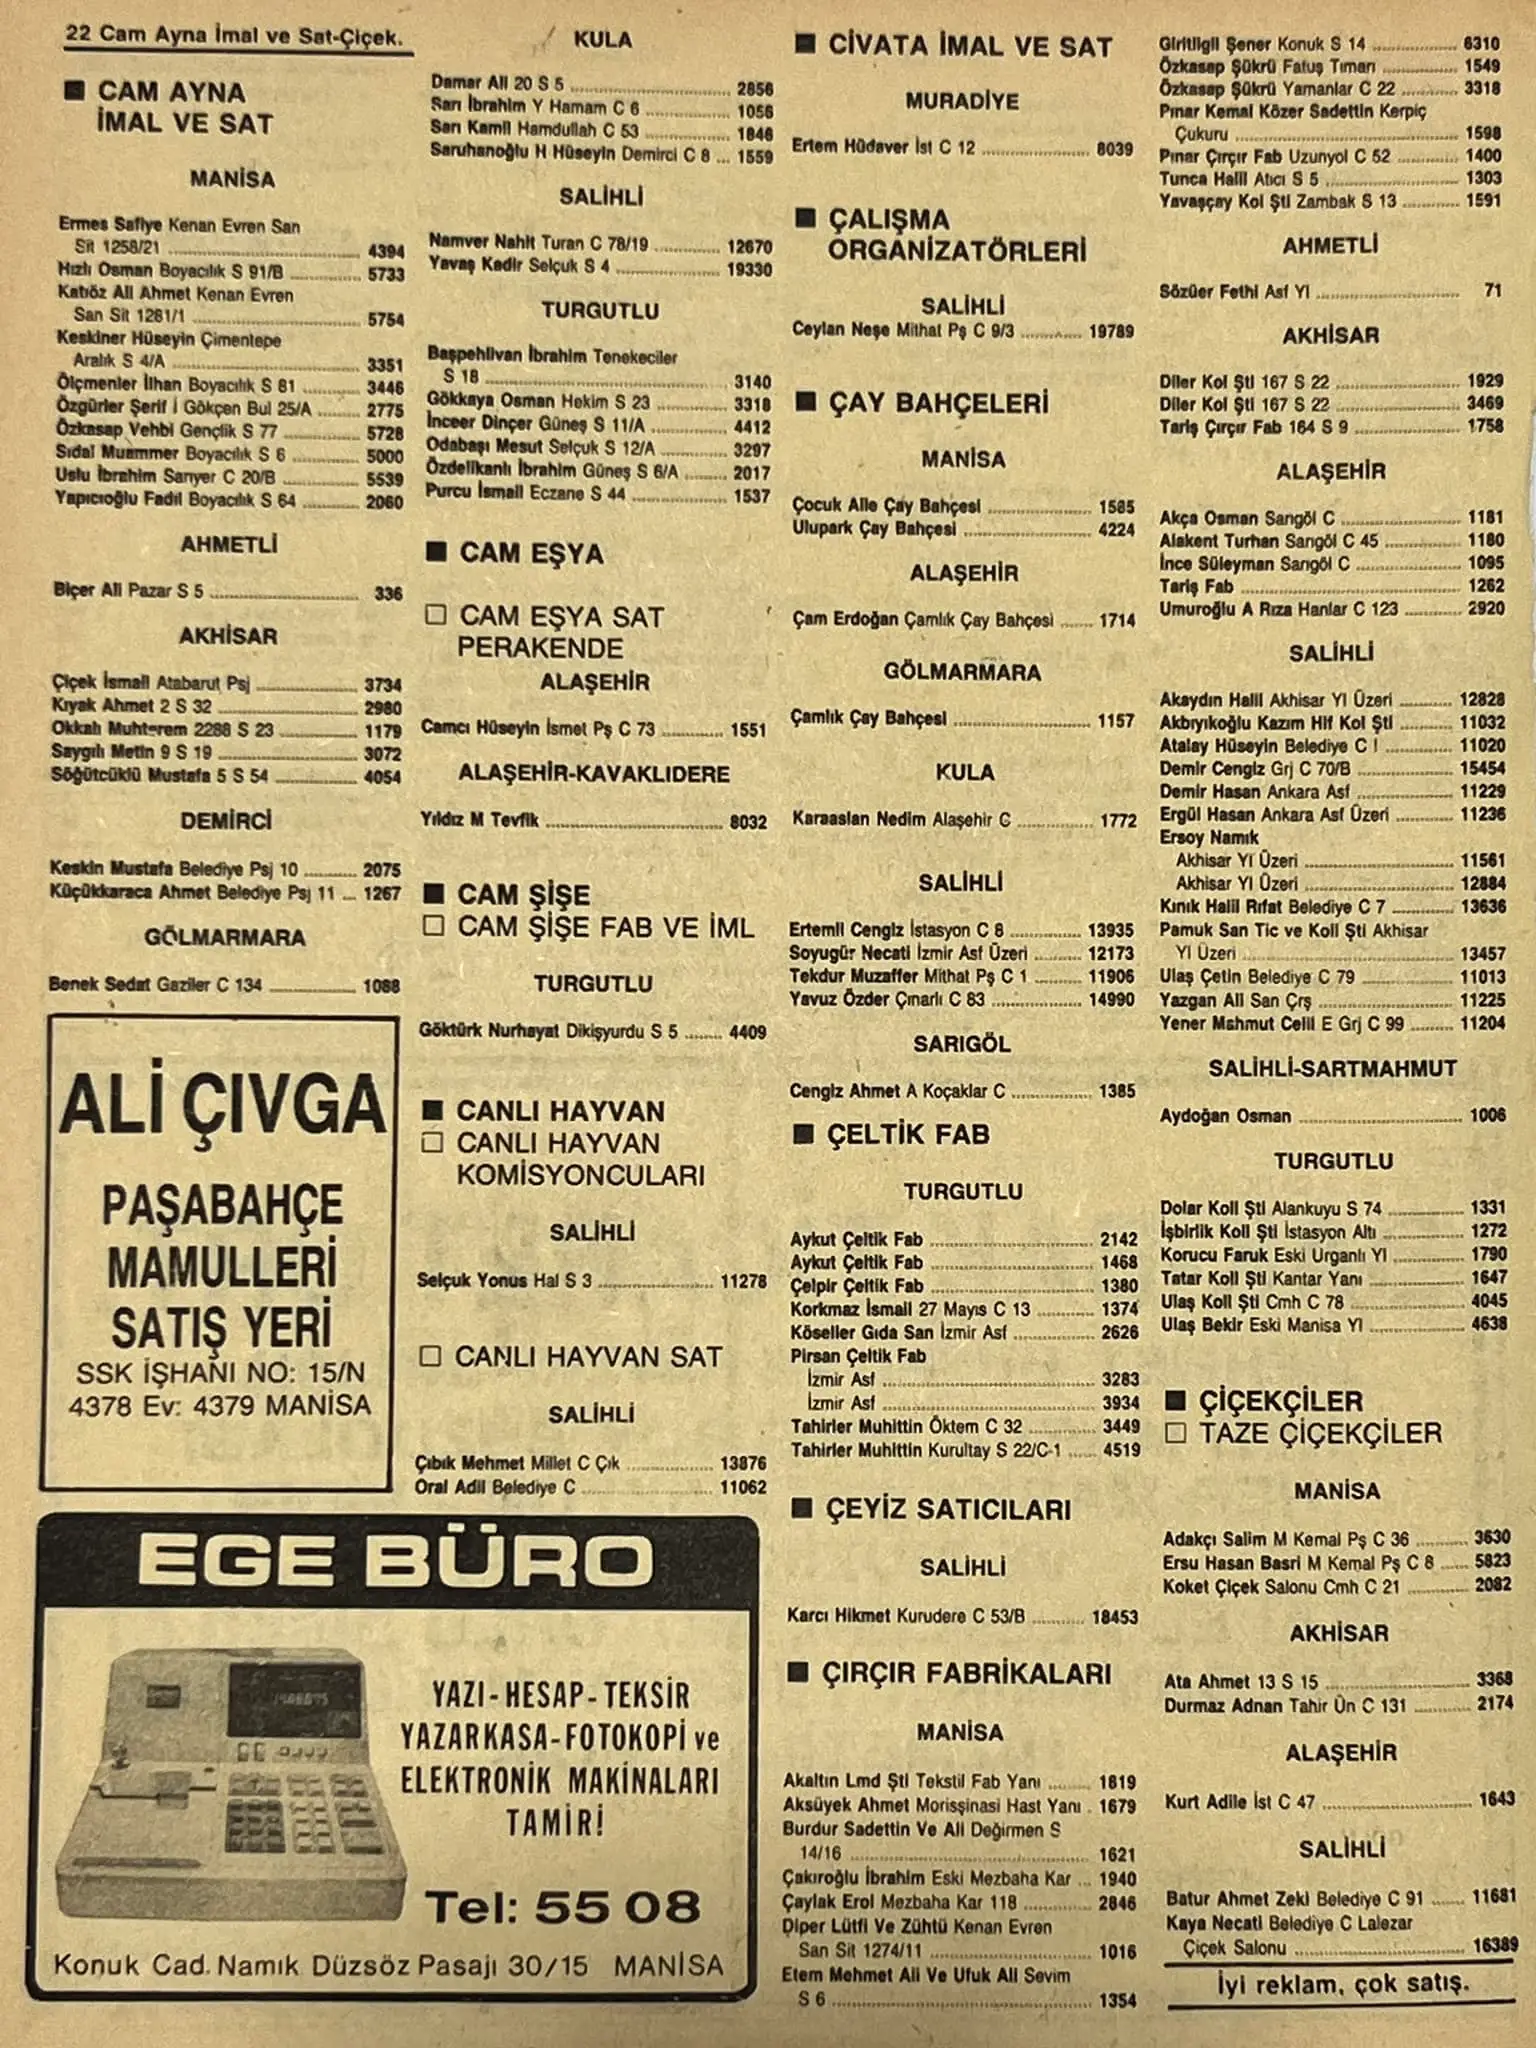 22 Cam Ayna İmal ve Sat-Çiçek.
■ CAM AYNA
İMAL VE SAT
MANİSA
Ermes Safiye Kenan Evren San
Sit 1258/21 4394
Hızlı Osman Boyacılık S 91/B 5733
Katıöz Ali Ahmet Kenan Evren
San Sit 1261/1 5754
Keskiner Hüseyin Çimentepe
Aralık S 4/A 3351
Ölçmenler İlhan Boyacılık S 81 3446
Özgürler Şerif İ Gökçen Bul 25/A 2775
Özkasap Vehbi Gençlik S 77 5728
Sıdal Muammer Boyacılık S 6 5000
Uslu İbrahim Sarıyer C 20/B 5539
Yapıcıoğlu Fadıl Boyacılık S 64 2060
AHMETLİ
Biçer Ali Pazar S 5 336
AKHİSAR
Çiçek İsmail Atabarut Psj 3734
Kıyak Ahmet 2 S 32 2980
Okkalı Muhterem 2288 S 23 1179
Saygılı Metin 9 S 19 3072
Söğütcüklü Mustafa 5 S 54 4054
DEMİRCİ
Keskin Mustafa Belediye Psj 10 2075
Küçükkaraca Ahmet Belediye Psj 11 1267
GÖLMARMARA
Benek Sedat Gaziler C 134 1088
ALİ ÇIVGA
PAŞABAHÇE
MAMULLERİ
SATIŞ YERİ
SSK İŞHANI NO: 15/N
4378 Ev: 4379 MANİSA
KULA
Damar Ali 20 S 5 2856
Sarı İbrahim Y Hamam C 6 1056
Sarı Kamil Hamdullah C 53 1846
Saruhanoğlu H Hüseyin Demirci C 8 1559
SALİHLİ
Namver Nahit Turan C 78/19 12670
Yavaş Kadir Selçuk S 4 19330
TURGUTLU
Başpehlivan İbrahim Tenekeciler
S 18 3140
Gökkaya Osman Hekim S 23 3318
İnceer Dinçer Güneş S 11/A 4412
Odabaşı Mesut Selçuk S 12/A 3297
Özdelikanlı İbrahim Güneş S 6/A 2017
Purcu İsmail Eczane S 44 1537
■ CAM EŞYA
□ CAM EŞYA SAT
PERAKENDE
ALAŞEHİR
Camcı Hüseyin İsmet Pş C 73 1551
ALAŞEHİR-KAVAKLIDERE
Yıldız M Tevfik 8032
■ CAM ŞİŞE
□ CAM ŞİŞE FAB VE İML
TURGUTLU
Göktürk Nurhayat Dikişyurdu S 5 4409
■ CANLI HAYVAN
□ CANLI HAYVAN
KOMİSYONCULARI
SALİHLİ
Selçuk Yonus Hal S 3 11278
□ CANLI HAYVAN SAT
SALİHLİ
Çıbık Mehmet Millet C Çık 13876
Oral Adil Belediye C 11062
EGE BÜRO
YAZI-HESAP-TEKSİR
YAZARKASA-FOTOKOPİ ve
ELEKTRONİK MAKİNALARI
TAMİR!
Tel: 55 08
Konuk Cad. Namık Düzsöz Pasajı 30/15 MANİSA
■ CİVATA İMAL VE SAT
MURADİYE
Ertem Hüdaver İst C 12 8039
■ ÇALIŞMA
ORGANİZATÖRLERİ
SALİHLİ
Ceylan Neşe Mithat Pş C 9/3 19789
■ ÇAY BAHÇELERİ
MANİSA
Çocuk Aile Çay Bahçesi 1585
Ulupark Çay Bahçesi 4224
ALAŞEHİR
Çam Erdoğan Çamlık Çay Bahçesi 1714
GÖLMARMARA
Çamlık Çay Bahçesi 1157
KULA
Karaaslan Nedim Alaşehir C 1772
SALİHLİ
Ertemli Cengiz İstasyon C 8 13935
Soyugür Necati İzmir Asf Üzeri 12173
Tekdur Muzaffer Mithat Pş C 1 11906
Yavuz Özder Çınarlı C 83 14990
SARIGÖL
Cengiz Ahmet A Koçaklar C 1385
■ ÇELTİK FAB
TURGUTLU
Aykut Çeltik Fab 2142
Aykut Çeltik Fab 1468
Çelpir Çeltik Fab 1380
Korkmaz İsmail 27 Mayıs C 13 1374
Köseller Gıda San İzmir Asf 2626
Pirsan Çeltik Fab
İzmir Asf 3283
İzmir Asf 3934
Tahirler Muhittin Öktem C 32 3449
Tahirler Muhittin Kurultay S 22/C-1 4519
■ ÇEYİZ SATICILARI
SALİHLİ
Karcı Hikmet Kurudere C 53/B 18453
■ ÇIRÇIR FABRİKALARI
MANİSA
Akaltın Lmd Şti Tekstil Fab Yanı 1819
Aksüyek Ahmet Morisşinasi Hast Yanı 1679
Burdur Sadettin Ve Ali Değirmen S
14/16 1621
Çakıroğlu İbrahim Eski Mezbaha Kar 1940
Çaylak Erol Mezbaha Kar 118 2846
Diper Lütfi Ve Zühtü Kenan Evren
San Sit 1274/11 1016
Etem Mehmet Ali Ve Ufuk Ali Sevim
S 6 1354
Giritligil Şener Konuk S 14 6310
Özkasap Şükrü Fatuş Tımarı 1549
Özkasap Şükrü Yamanlar C 22 3318
Pınar Kemal Közer Sadettin Kerpiç
Çukuru 1598
Pınar Çırçır Fab Uzunyol C 52 1400
Tunca Halil Atıcı S 5 1303
Yavaşçay Kol Şti Zambak S 13 1591
AHMETLİ
Sözüer Fethi Asf Yl 71
AKHİSAR
Diler Kol Şti 167 S 22 1929
Diler Kol Şti 167 S 22 3469
Tariş Çırçır Fab 164 S 9 1758
ALAŞEHİR
Akça Osman Sarıgöl C 1181
Alakent Turhan Sarıgöl C 45 1180
İnce Süleyman Sarıgöl C 1095
Tariş Fab 1262
Umuroğlu A Rıza Hanlar C 123 2920
SALİHLİ
Akaydın Halil Akhisar Yl Üzeri 12828
Akbıyıkoğlu Kazım Hlf Kol Şti 11032
Atalay Hüseyin Belediye C I 11020
Demir Cengiz Grj C 70/B 15454
Demir Hasan Ankara Asf 11229
Ergül Hasan Ankara Asf Üzeri 11236
Ersoy Namık
Akhisar Yl Üzeri 11561
Akhisar Yl Üzeri 12884
Kınık Halil Rıfat Belediye C 7 13636
Pamuk San Tic ve Koll Şti Akhisar
Yl Üzeri 13457
Ulaş Çetin Belediye C 79 11013
Yazgan Ali San Çrş 11225
Yener Mahmut Celil E Grj C 99 11204
SALİHLİ-SARTMAHMUT
Aydoğan Osman 1006
TURGUTLU
Dolar Koll Şti Alankuyu S 74 1331
İşbirlik Koll Şti İstasyon Altı 1272
Korucu Faruk Eski Urganlı Yl 1790
Tatar Koll Şti Kantar Yanı 1647
Ulaş Koll Şti Cmh C 78 4045
Ulaş Bekir Eski Manisa Yl 4638
■ ÇİÇEKÇİLER
□ TAZE ÇİÇEKÇİLER
MANİSA
Adakçı Salim M Kemal Pş C 36 3630
Ersu Hasan Basri M Kemal Pş C 8 5823
Koket Çiçek Salonu Cmh C 21 2082
AKHİSAR
Ata Ahmet 13 S 15 3368
Durmaz Adnan Tahir Ün C 131 2174
ALAŞEHİR
Kurt Adile İst C 47 1643
SALİHLİ
Batur Ahmet Zeki Belediye C 91 11681
Kaya Necati Belediye C Lalezar
Çiçek Salonu 16389
İyi reklam, çok satış.